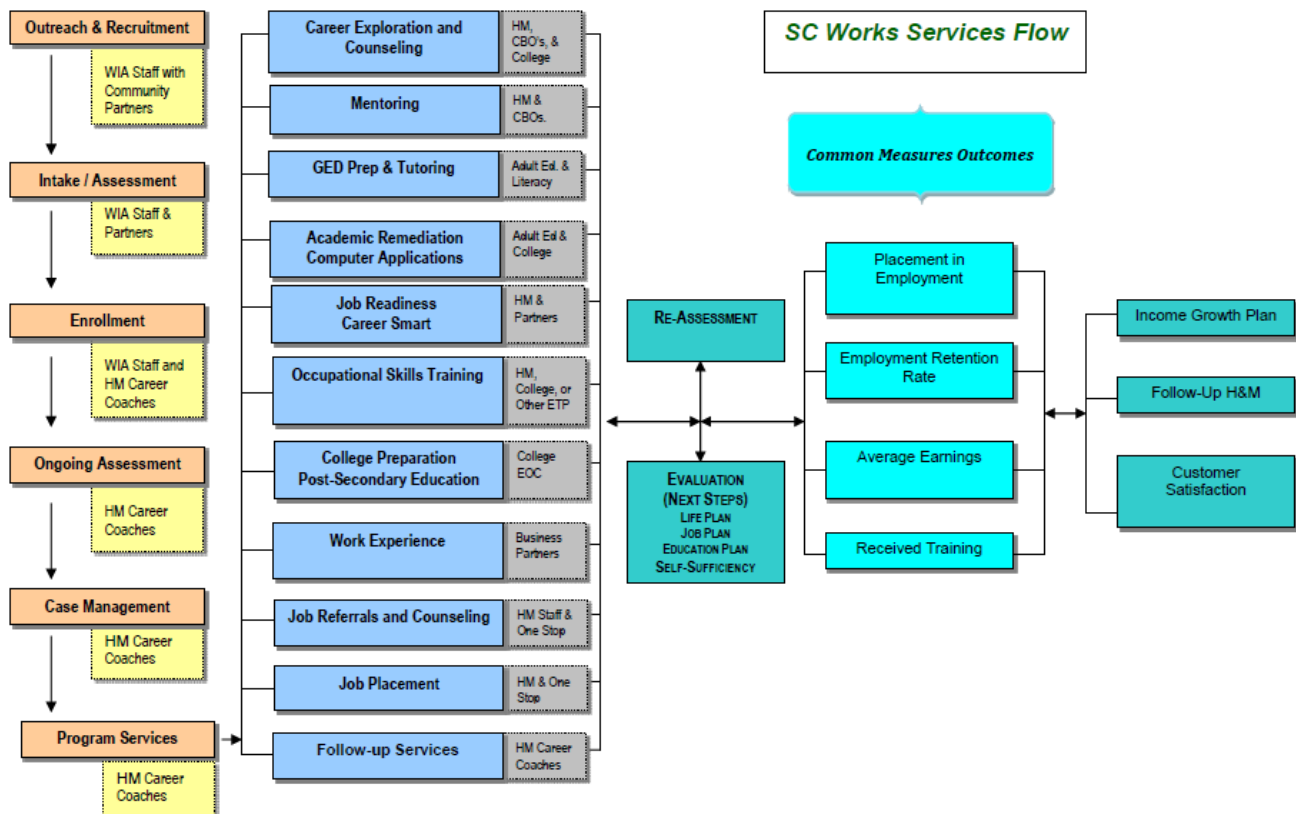 Outreach & Recruitment
WIA Staff with
Community
Partners
Intake / Assessment
WIA Staff &
Partners
Enrollment
WIA Staff and
HM Career
Coaches
Ongoing Assessment
HM Career
Coaches
Case Management
HM Career
Coaches
Program Services
HM Career
Coaches
Career Exploration and
Counseling
HM,
CBO's, &
College
Mentoring
HM &
CBOs.
GED Prep & Tutoring
Adult Ed. &
Literacy
Academic Remediation
Computer Applications
Adult Ed &
College
Job Readiness
Career Smart
HM &
Partners
Occupational Skills Training
HM,
College, or
Other ETP
College Preparation
Post-Secondary Education
College
EOC
Work Experience
Business
Partners
Job Referrals and Counseling
HM Staff &
One Stop
Job Placement
HM & One
Stop
Follow-up Services
HM Career
Coaches
SC Works Services Flow
Common Measures Outcomes
RE-ASSESSMENT
EVALUATION
(NEXT STEPS)
LIFE PLAN
JOB PLAN
EDUCATION PLAN
SELF-SUFFICIENCY
Placement in
Employment
Employment Retention
Rate
Average Earnings
Received Training
Income Growth Plan
Follow-Up H&M
Customer
Satisfaction